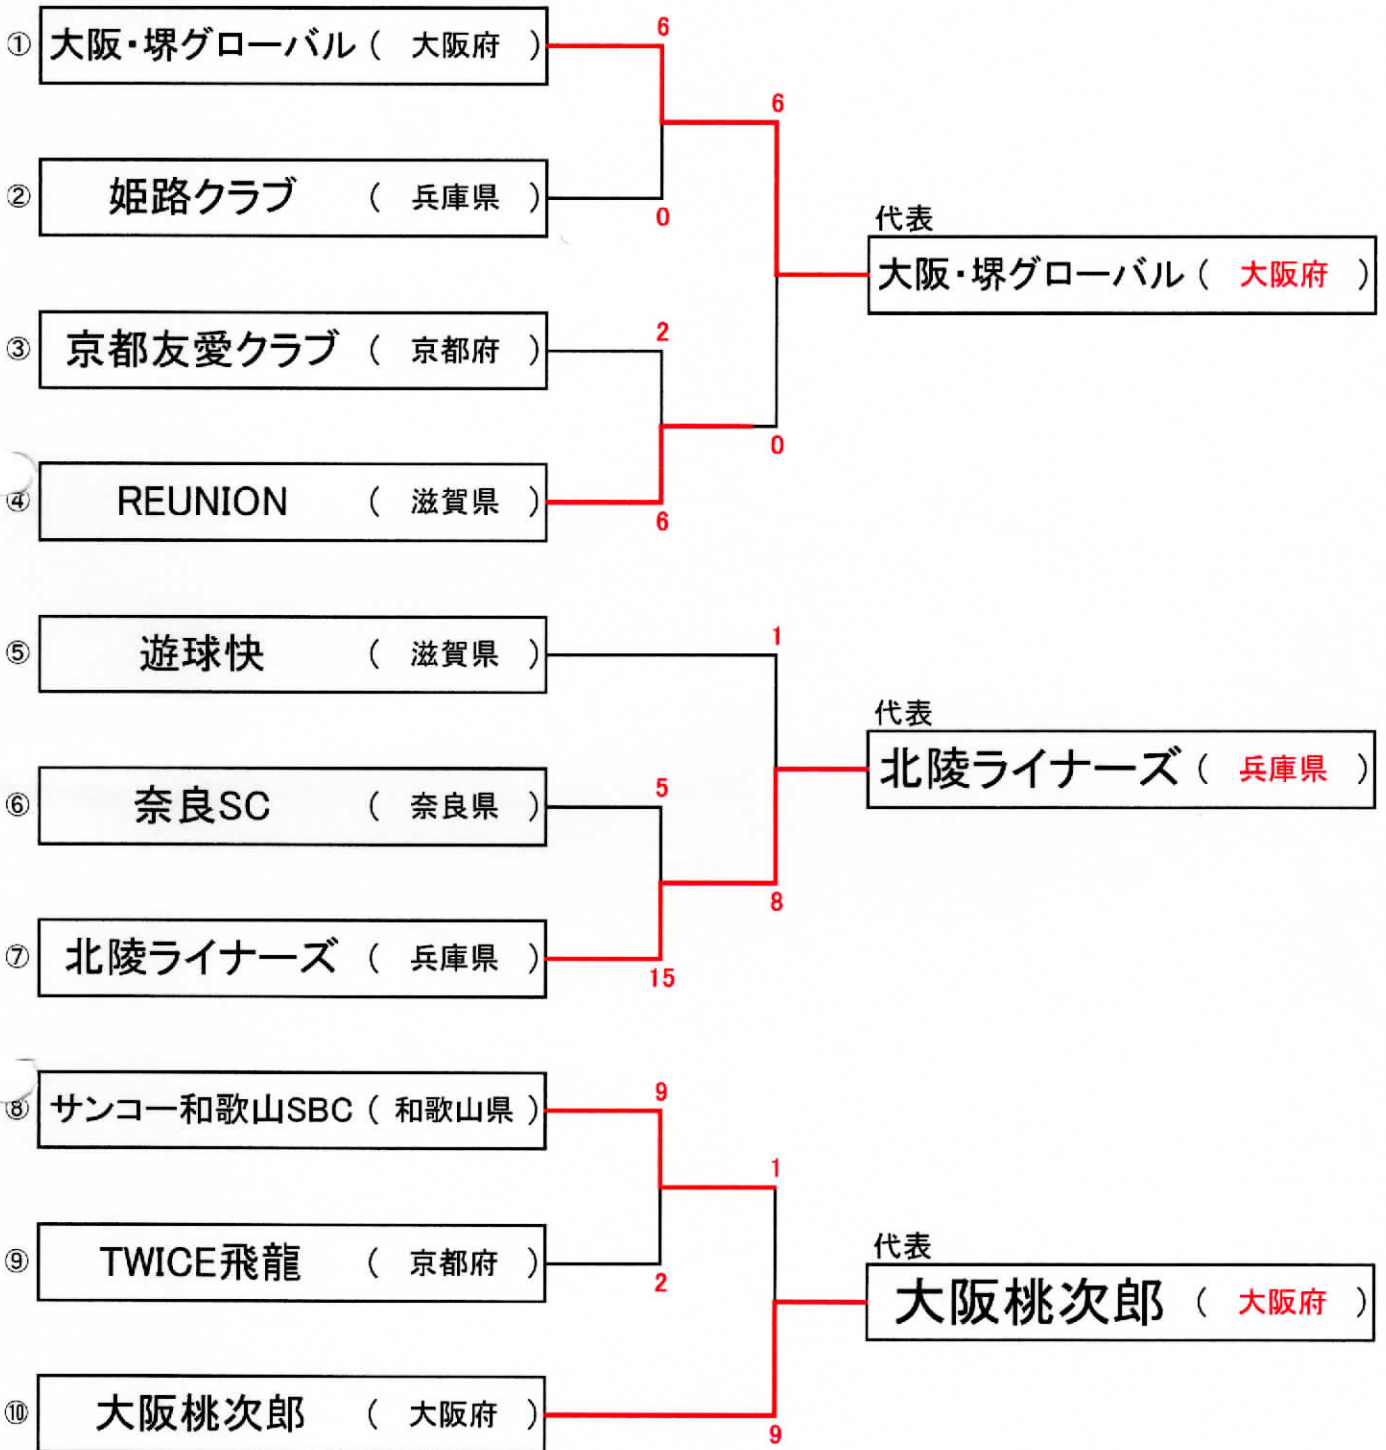 ① 大阪・堺グローバル ( 大阪府 )
6
6
② 姫路クラブ ( 兵庫県 )
0
代表
大阪・堺グローバル ( 大阪府 )
③ 京都友愛クラブ ( 京都府 )
2
0
④ REUNION ( 滋賀県 )
6
⑤ 遊球快 ( 滋賀県 )
1
代表
北陵ライナーズ ( 兵庫県 )
⑥ 奈良SC ( 奈良県 )
5
8
⑦ 北陵ライナーズ ( 兵庫県 )
15
⑧ サンコー和歌山SBC ( 和歌山県 )
9
1
⑨ TWICE飛龍 ( 京都府 )
2
代表
大阪桃次郎 ( 大阪府 )
⑩ 大阪桃次郎 ( 大阪府 )
9